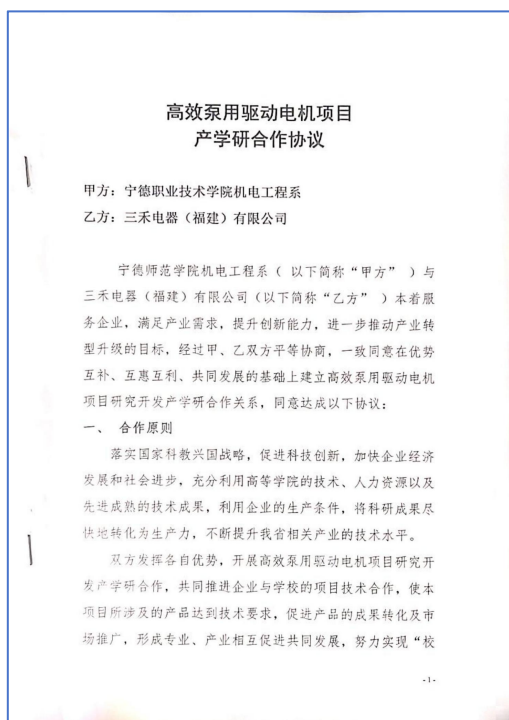 高效泵用驱动电机项目
产学研合作协议
甲方：宁德职业技术学院机电工程系
乙方：三禾电器（福建）有限公司
宁德师范学院机电工程系（ 以下简称“甲方” ）与
三禾电器（福建）有限公司（以下简称“乙方” ）本着服
务企业，满足产业需求，提升创新能力，进一步推动产业转
型升级的目标，经过甲、乙双方平等协商，一致同意在优势
互补、互惠互利、共同发展的基础上建立高效泵用驱动电机
项目研究开发产学研合作关系，同意达成以下协议：
一、 合作原则
落实国家科教兴国战略，促进科技创新，加快企业经济
发展和社会进步，充分利用高等学院的技术、人力资源以及
先进成熟的技术成果，利用企业的生产条件，将科研成果尽
快地转化为生产力，不断提升我省相关产业的技术水平。
双方发挥各自优势，开展高效泵用驱动电机项目研究开
发产学研合作，共同推进企业与学校的项目技术合作，使本
项目所涉及的产品达到技术要求，促进产品的成果转化及市
场推广，形成专业、产业相互促进共同发展，努力实现“校
-1-